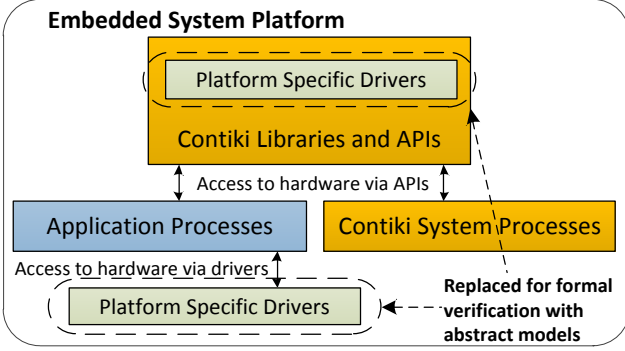 Embedded System Platform
Platform Specific Drivers
Contiki Libraries and APIs
Access to hardware via APIs
Application Processes
Contiki System Processes
Access to hardware via drivers
Platform Specific Drivers
Replaced for formal
verification with
abstract models